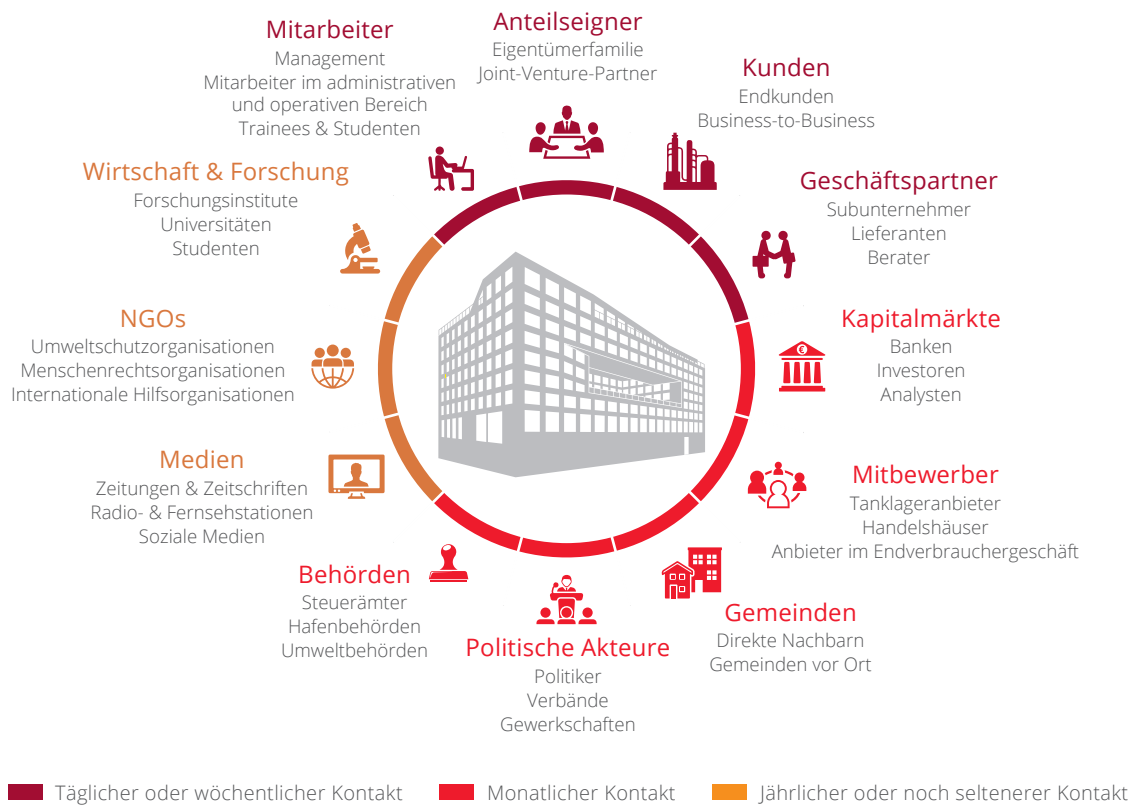 Mitarbeiter
Management
Mitarbeiter im administrativen
und operativen Bereich
Trainees & Studenten
Anteilseigner
Eigentümerfamilie
Joint-Venture-Partner
Kunden
Endkunden
Business-to-Business
Geschäftspartner
Subunternehmer
Lieferanten
Berater
Kapitalmärkte
Banken
Investoren
Analysten
Mitbewerber
Tanklageranbieter
Handelshäuser
Anbieter im Endverbrauchergeschäft
Gemeinden
Direkte Nachbarn
Gemeinden vor Ort
Politische Akteure
Politiker
Verbände
Gewerkschaften
Behörden
Steuerämter
Hafenbehörden
Umweltbehörden
Medien
Zeitungen & Zeitschriften
Radio- & Fernsehstationen
Soziale Medien
NGOs
Umweltschutzorganisationen
Menschenrechtsorganisationen
Internationale Hilfsorganisationen
Wirtschaft & Forschung
Forschungsinstitute
Universitäten
Studenten
€
Täglicher oder wöchentlicher Kontakt
Monatlicher Kontakt
Jährlicher oder noch seltenerer Kontakt